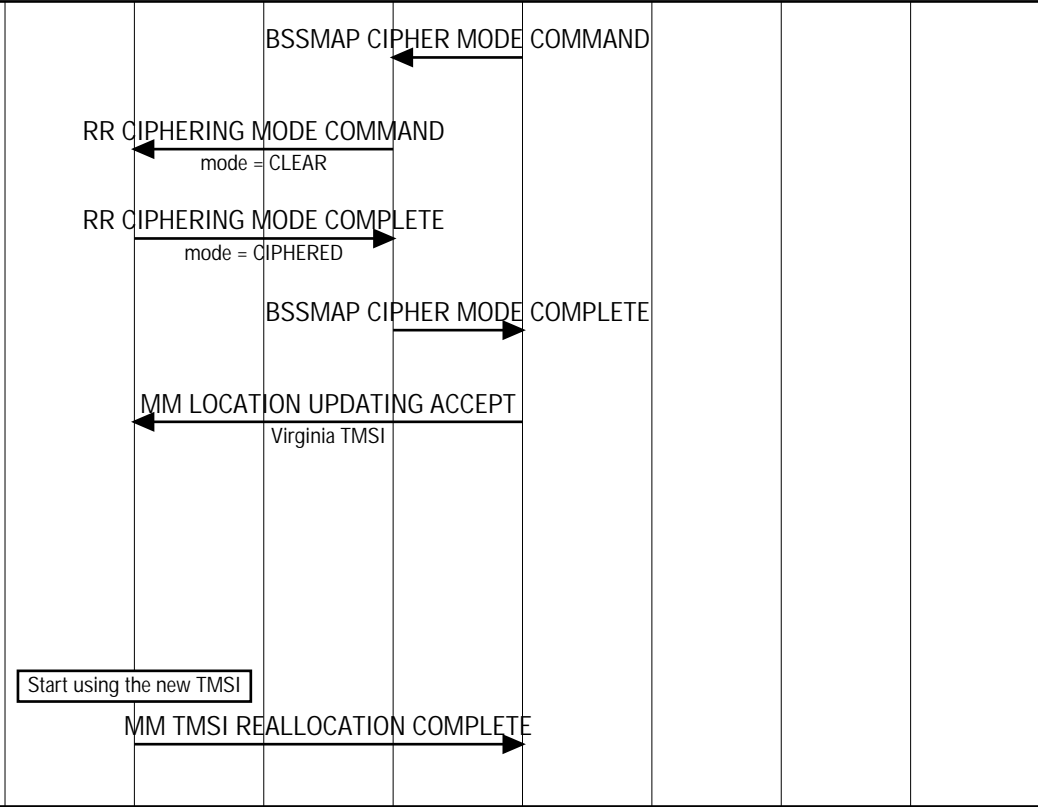 BSSMAP CIPHER MODE COMMAND
RR CIPHERING MODE COMMAND
mode = CLEAR
RR CIPHERING MODE COMPLETE
mode = CIPHERED
BSSMAP CIPHER MODE COMPLETE
MM LOCATION UPDATING ACCEPT
Virginia TMSI
Start using the new TMSI
MM TMSI REALLOCATION COMPLETE